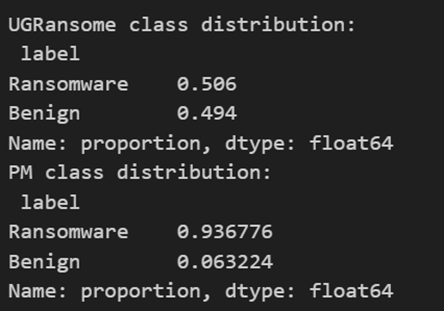 UGRansome class distribution:
 label
Ransomware    0.506
Benign        0.494
Name: proportion, dtype: float64
PM class distribution:
 label
Ransomware    0.936776
Benign        0.063224
Name: proportion, dtype: float64